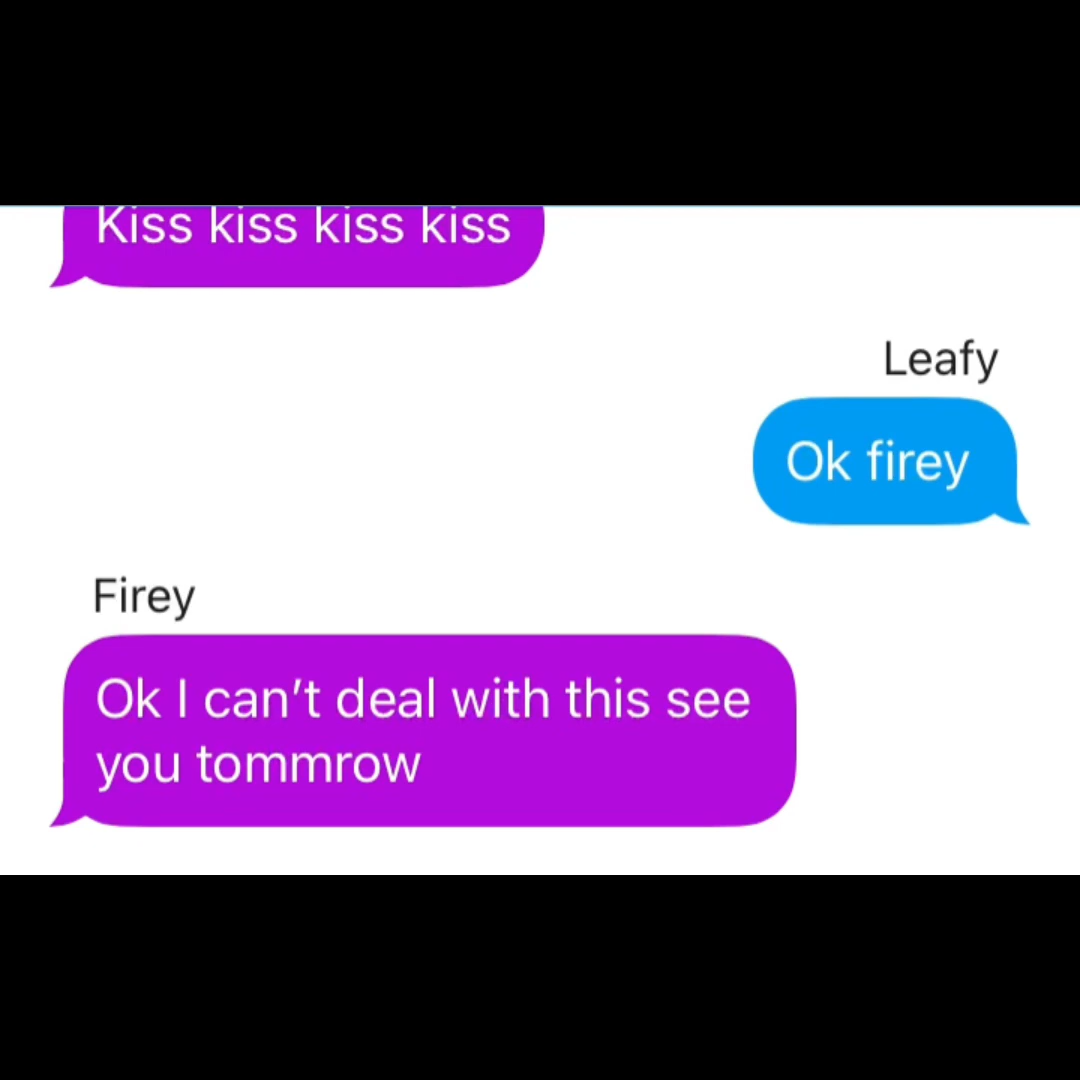 Kiss kiss kiss kiss
Leafy
Ok firey
Firey
Ok I can’t deal with this see
you tommrow